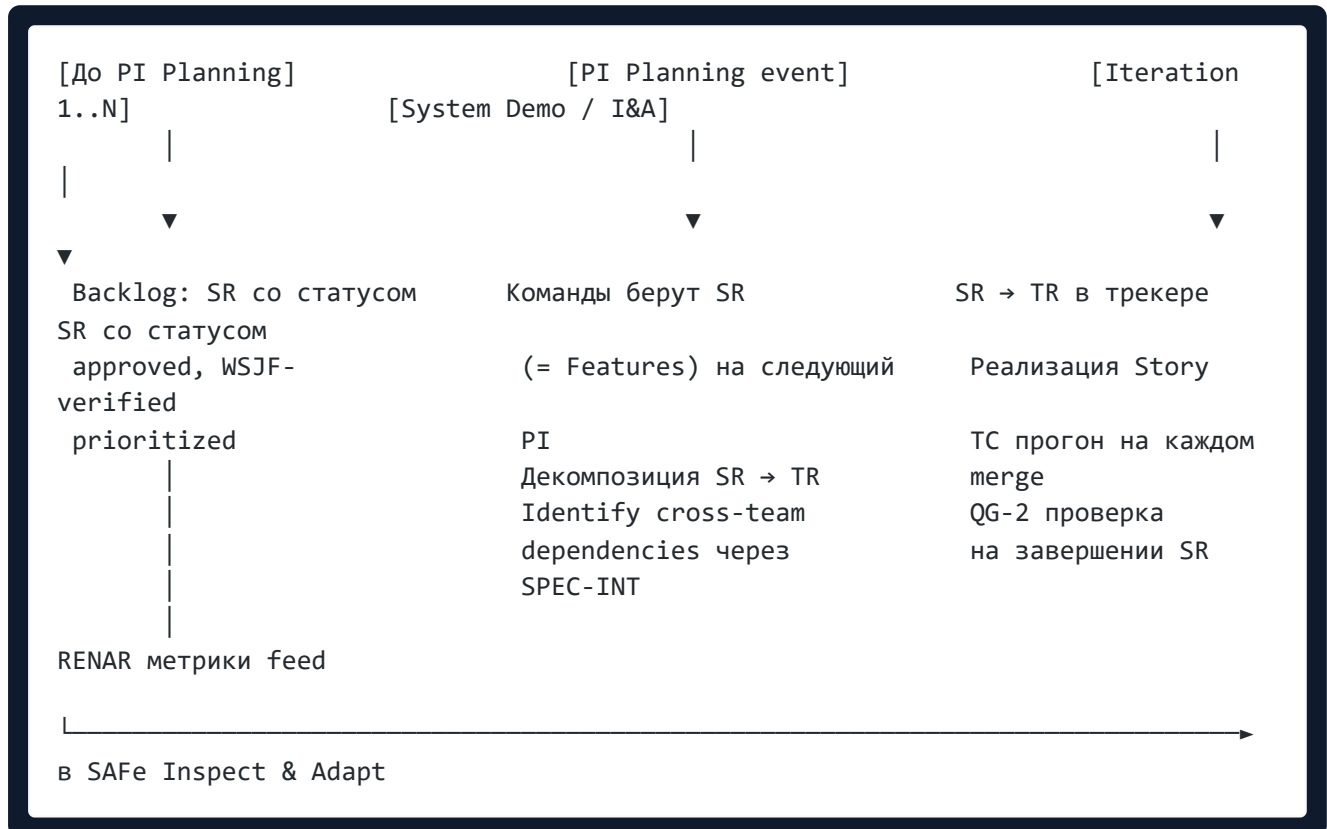 [До PI Planning] [PI Planning event] [Iteration
1..N] [System Demo / I&A]
│ │ │
│
▼ ▼ ▼
▼
Backlog: SR со статусом Команды берут SR SR → TR в трекере
SR со статусом
approved, WSJF- (= Features) на следующий Реализация Story
verified
prioritized PI TC прогон на каждом
│ Декомпозиция SR → TR merge
│ Identify cross-team QG-2 проверка
│ dependencies через на завершении SR
│ SPEC-INT
│
RENAR метрики feed
└──────────────────────────────►
в SAFe Inspect & Adapt